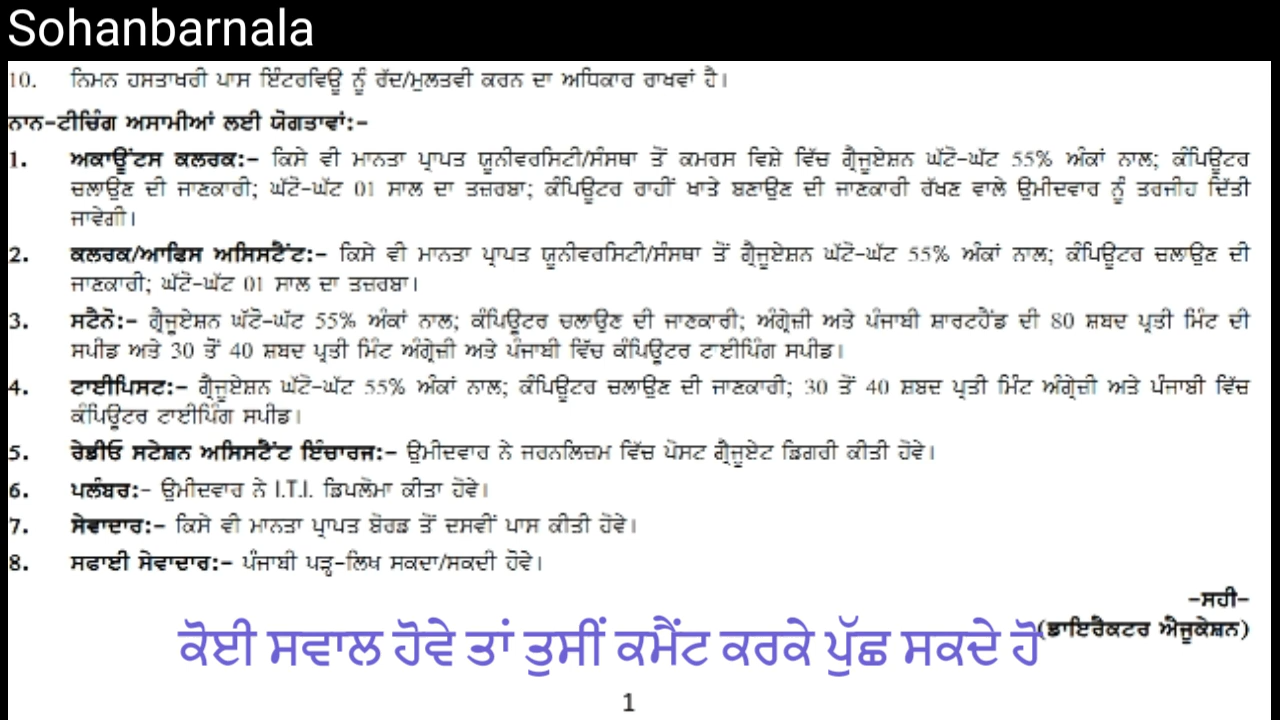 Sohanbarnala
10. ਨਿਮਨ ਹਸਤਾਖਰੀ ਪਾਸ ਇੰਟਰਵਿਊ ਨੂੰ ਰੱਦ/ਮੁਲਤਵੀ ਕਰਨ ਦਾ ਅਧਿਕਾਰ ਰਾਖਵਾਂ ਹੈ।
ਨਾਨ-ਟੀਚਿੰਗ ਅਸਾਮੀਆਂ ਲਈ ਯੋਗਤਾਵਾਂ:-
1. ਅਕਾਊਂਟਸ ਕਲਰਕ:- ਕਿਸੇ ਵੀ ਮਾਨਤਾ ਪ੍ਰਾਪਤ ਯੂਨੀਵਰਸਿਟੀ/ਸੰਸਥਾ ਤੋਂ ਕਮਰਸ ਵਿਸ਼ੇ ਵਿੱਚ ਗ੍ਰੈਜੂਏਸ਼ਨ ਘੱਟੋ-ਘੱਟ 55% ਅੰਕਾਂ ਨਾਲ; ਕੰਪਿਊਟਰ
ਚਲਾਉਣ ਦੀ ਜਾਣਕਾਰੀ; ਘੱਟੋ-ਘੱਟ 01 ਸਾਲ ਦਾ ਤਜ਼ਰਬਾ; ਕੰਪਿਊਟਰ ਰਾਹੀਂ ਖਾਤੇ ਬਣਾਉਣ ਦੀ ਜਾਣਕਾਰੀ ਰੱਖਣ ਵਾਲੇ ਉਮੀਦਵਾਰ ਨੂੰ ਤਰਜੀਹ ਦਿੱਤੀ
ਜਾਵੇਗੀ।
2. ਕਲਰਕ/ਆਫਿਸ ਅਸਿਸਟੈਂਟ:- ਕਿਸੇ ਵੀ ਮਾਨਤਾ ਪ੍ਰਾਪਤ ਯੂਨੀਵਰਸਿਟੀ/ਸੰਸਥਾ ਤੋਂ ਗ੍ਰੈਜੂਏਸ਼ਨ ਘੱਟੋ-ਘੱਟ 55% ਅੰਕਾਂ ਨਾਲ; ਕੰਪਿਊਟਰ ਚਲਾਉਣ ਦੀ
ਜਾਣਕਾਰੀ; ਘੱਟੋ-ਘੱਟ 01 ਸਾਲ ਦਾ ਤਜ਼ਰਬਾ।
3. ਸਟੈਨੋ:- ਗ੍ਰੈਜੂਏਸ਼ਨ ਘੱਟੋ-ਘੱਟ 55% ਅੰਕਾਂ ਨਾਲ; ਕੰਪਿਊਟਰ ਚਲਾਉਣ ਦੀ ਜਾਣਕਾਰੀ; ਅੰਗ੍ਰੇਜ਼ੀ ਅਤੇ ਪੰਜਾਬੀ ਸ਼ਾਰਟਹੈਂਡ ਦੀ 80 ਸ਼ਬਦ ਪ੍ਰਤੀ ਮਿੰਟ ਦੀ
ਸਪੀਡ ਅਤੇ 30 ਤੋਂ 40 ਸ਼ਬਦ ਪ੍ਰਤੀ ਮਿੰਟ ਅੰਗ੍ਰੇਜ਼ੀ ਅਤੇ ਪੰਜਾਬੀ ਵਿੱਚ ਕੰਪਿਊਟਰ ਟਾਈਪਿੰਗ ਸਪੀਡ।
4. ਟਾਈਪਿਸਟ:- ਗ੍ਰੈਜੂਏਸ਼ਨ ਘੱਟੋ-ਘੱਟ 55% ਅੰਕਾਂ ਨਾਲ; ਕੰਪਿਊਟਰ ਚਲਾਉਣ ਦੀ ਜਾਣਕਾਰੀ; 30 ਤੋਂ 40 ਸ਼ਬਦ ਪ੍ਰਤੀ ਮਿੰਟ ਅੰਗ੍ਰੇਜ਼ੀ ਅਤੇ ਪੰਜਾਬੀ ਵਿੱਚ
ਕੰਪਿਊਟਰ ਟਾਈਪਿੰਗ ਸਪੀਡ।
5. ਰੇਡੀਓ ਸਟੇਸ਼ਨ ਅਸਿਸਟੈਂਟ ਇੰਚਾਰਜ:- ਉਮੀਦਵਾਰ ਨੇ ਜਰਨਲਿਜ਼ਮ ਵਿੱਚ ਪੋਸਟ ਗ੍ਰੈਜੂਏਟ ਡਿਗਰੀ ਕੀਤੀ ਹੋਵੇ।
6. ਪਲੰਬਰ:- ਉਮੀਦਵਾਰ ਨੇ I.T.I. ਡਿਪਲੋਮਾ ਕੀਤਾ ਹੋਵੇ।
7. ਸੇਵਾਦਾਰ:- ਕਿਸੇ ਵੀ ਮਾਨਤਾ ਪ੍ਰਾਪਤ ਬੋਰਡ ਤੋਂ ਦਸਵੀਂ ਪਾਸ ਕੀਤੀ ਹੋਵੇ।
8. ਸਫਾਈ ਸੇਵਾਦਾਰ:- ਪੰਜਾਬੀ ਪੜ੍ਹ-ਲਿਖ ਸਕਦਾ/ਸਕਦੀ ਹੋਵੇ।
-ਸਹੀ-
(ਡਾਇਰੈਕਟਰ ਐਜੂਕੇਸ਼ਨ)
ਕੋਈ ਸਵਾਲ ਹੋਵੇ ਤਾਂ ਤੁਸੀਂ ਕਮੈਂਟ ਕਰਕੇ ਪੁੱਛ ਸਕਦੇ ਹੋ
1